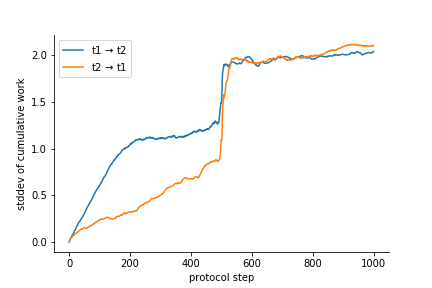 t1 → t2
t2 → t1
stddev of cumulative work
2.0
1.5
1.0
0.5
0.0
0 200 400 600 800 1000
protocol step